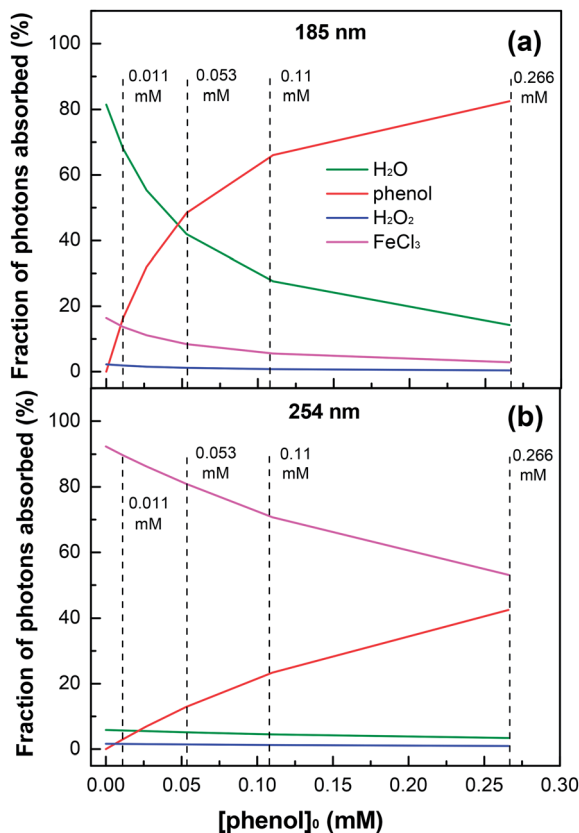 185 nm
(a)
0.011
mM
0.053
mM
0.11
mM
0.266
mM
H₂O
phenol
H₂O₂
FeCl₃
Fraction of photons absorbed (%)
100
80
60
40
20
0
254 nm
(b)
0.011
mM
0.053
mM
0.11
mM
0.266
mM
Fraction of photons absorbed (%)
100
80
60
40
20
0
0.00 0.05 0.10 0.15 0.20 0.25 0.30
[phenol]₀ (mM)